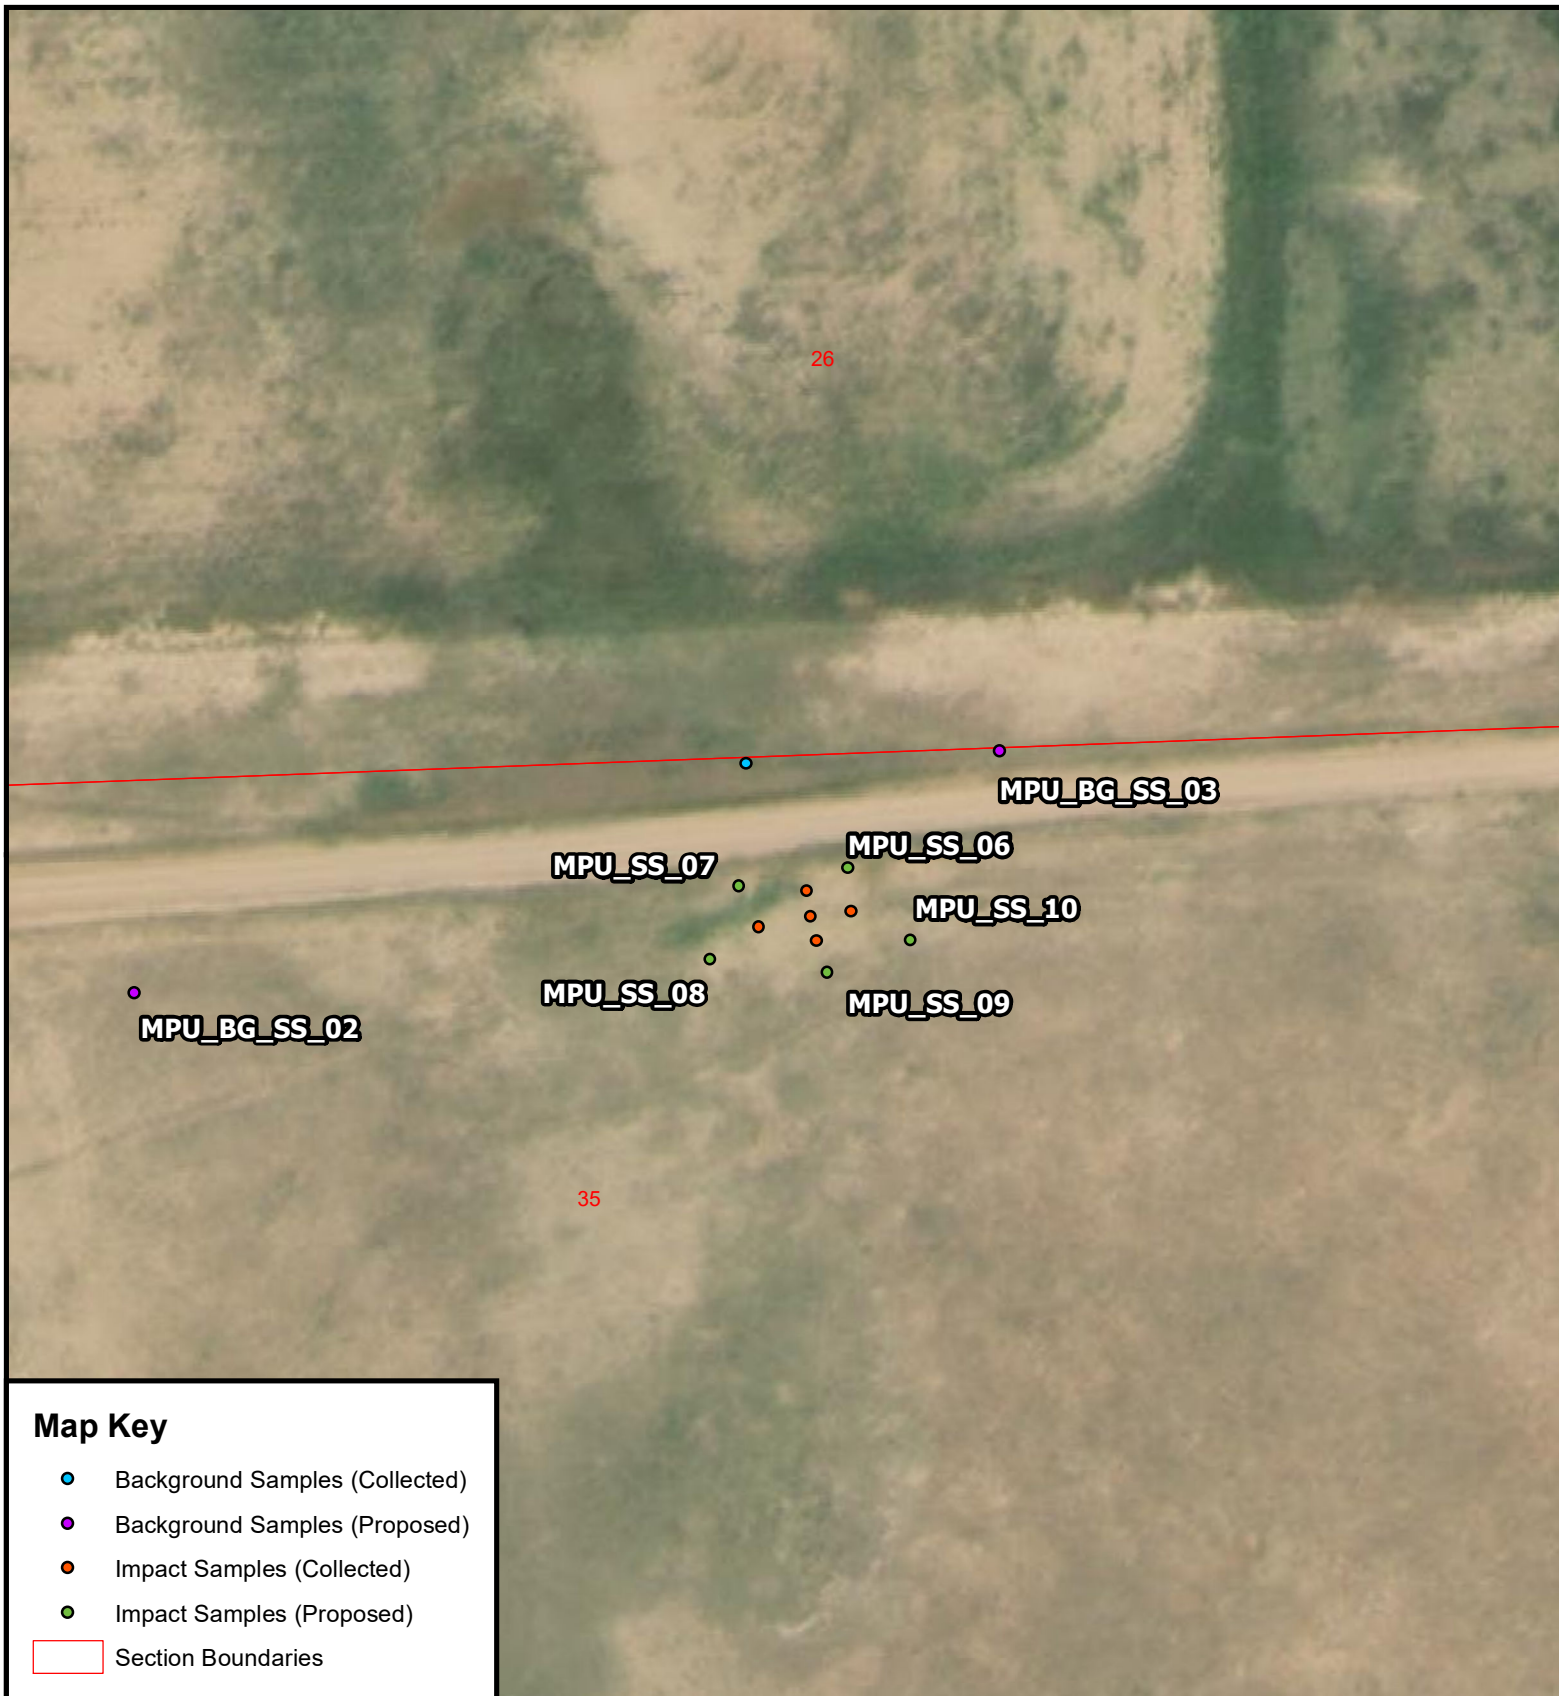 26
MPU_BG_SS_03
MPU_SS_06
MPU_SS_07
MPU_SS_10
MPU_SS_08
MPU_SS_09
MPU_BG_SS_02
35
Map Key
Background Samples (Collected)
Background Samples (Proposed)
Impact Samples (Collected)
Impact Samples (Proposed)
Section Boundaries